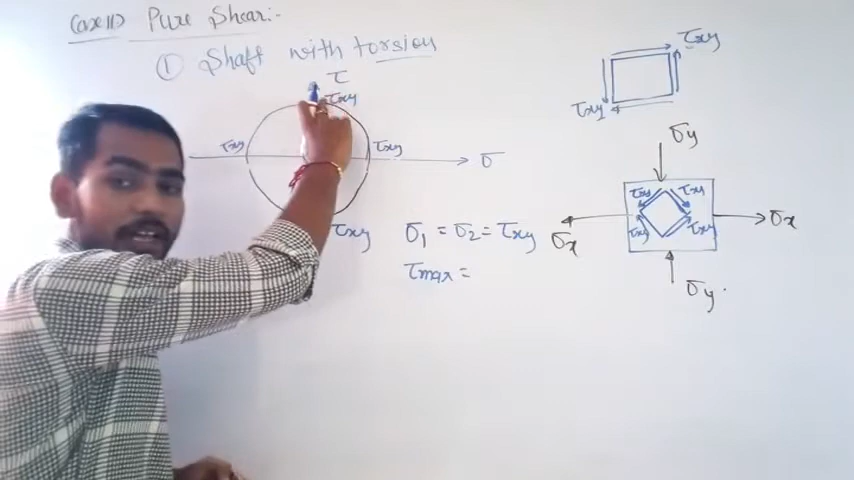 Case II) Pure Shear:-
① Shaft with torsion
τ
τxy
τxy
τxy
σ
τxy
σ1 = σ2 = τxy
τmax =
τxy
τxy
σy
τxy τxy
τxy τxy
σx
σx
σy